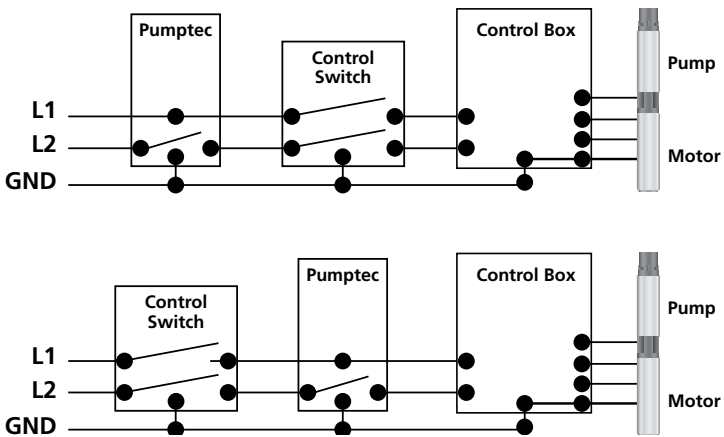 Pumptec
Control
Switch
Control Box
Pump
Motor
L1
L2
GND
Control
Switch
Pumptec
Control Box
Pump
Motor
L1
L2
GND